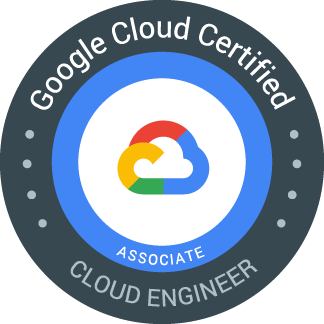 Google Cloud Certified
ASSOCIATE
CLOUD ENGINEER